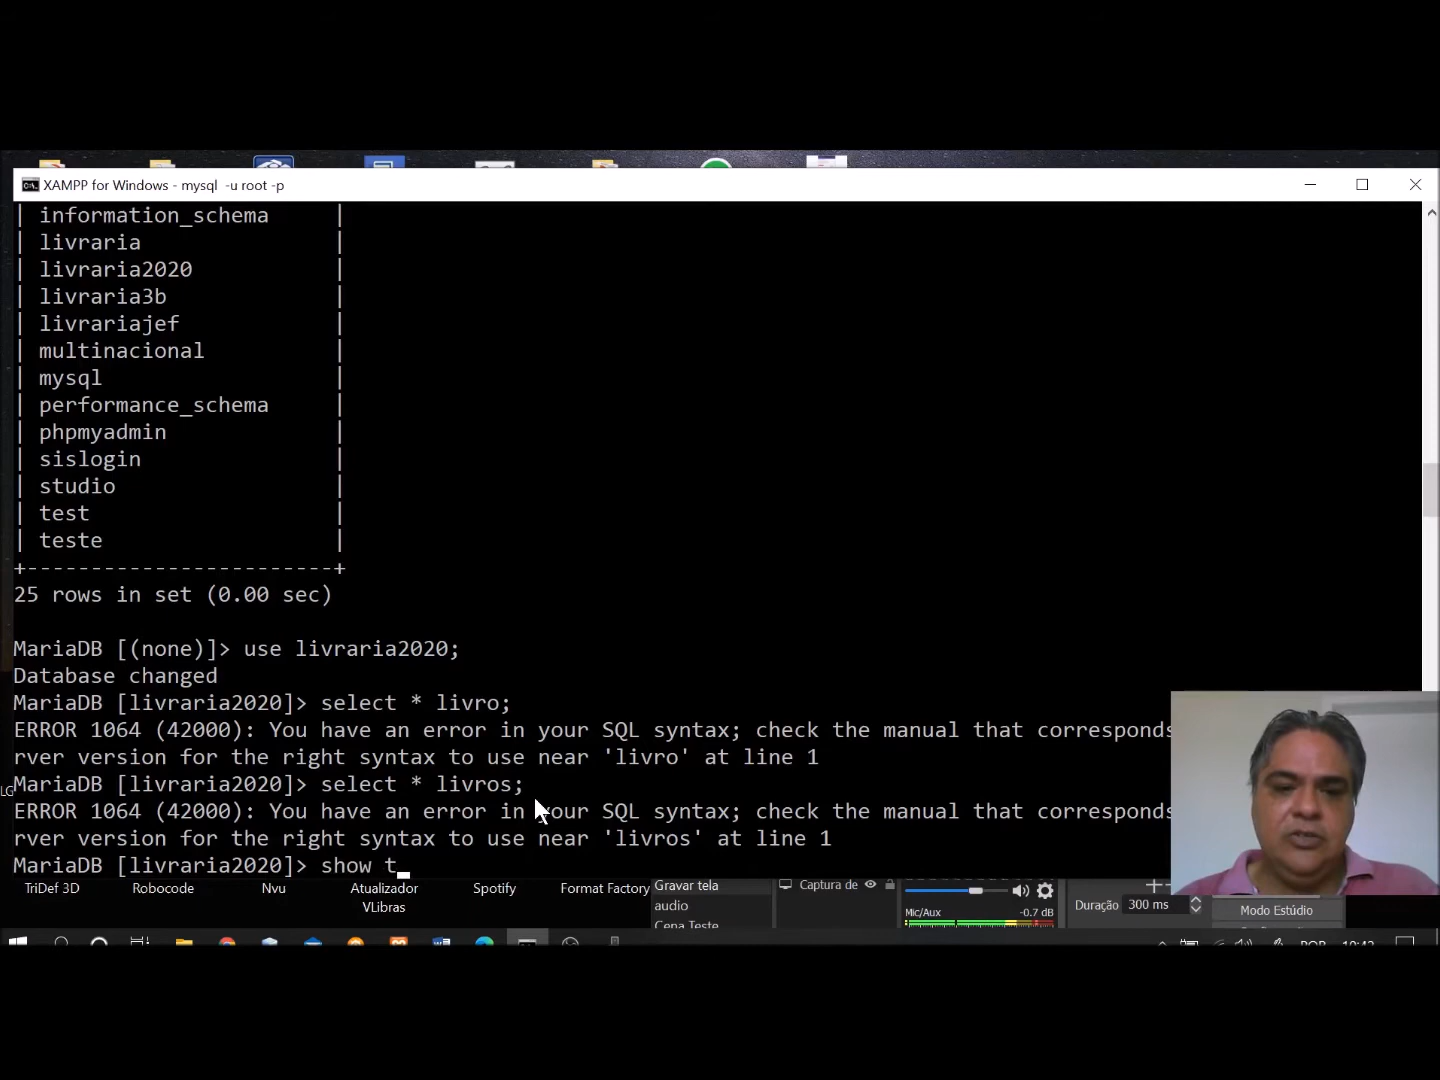 XAMPP for Windows - mysql -u root -p
| information_schema |
| livraria |
| livraria2020 |
| livraria3b |
| livrariajef |
| multinacional |
| mysql |
| performance_schema |
| phpmyadmin |
| sislogin |
| studio |
| test |
| teste |
+------------------------+
25 rows in set (0.00 sec)
MariaDB [(none)]> use livraria2020;
Database changed
MariaDB [livraria2020]> select * livro;
ERROR 1064 (42000): You have an error in your SQL syntax; check the manual that corresponds
rver version for the right syntax to use near 'livro' at line 1
MariaDB [livraria2020]> select * livros;
ERROR 1064 (42000): You have an error in your SQL syntax; check the manual that corresponds
rver version for the right syntax to use near 'livros' at line 1
MariaDB [livraria2020]> show t
LG
TriDef 3D Robocode Nvu Atualizador VLibras Spotify Format Factory
Gravar tela
audio
Cena Teste
Captura de
Mic/Aux -0.7 dB
Duração 300 ms
Modo Estúdio